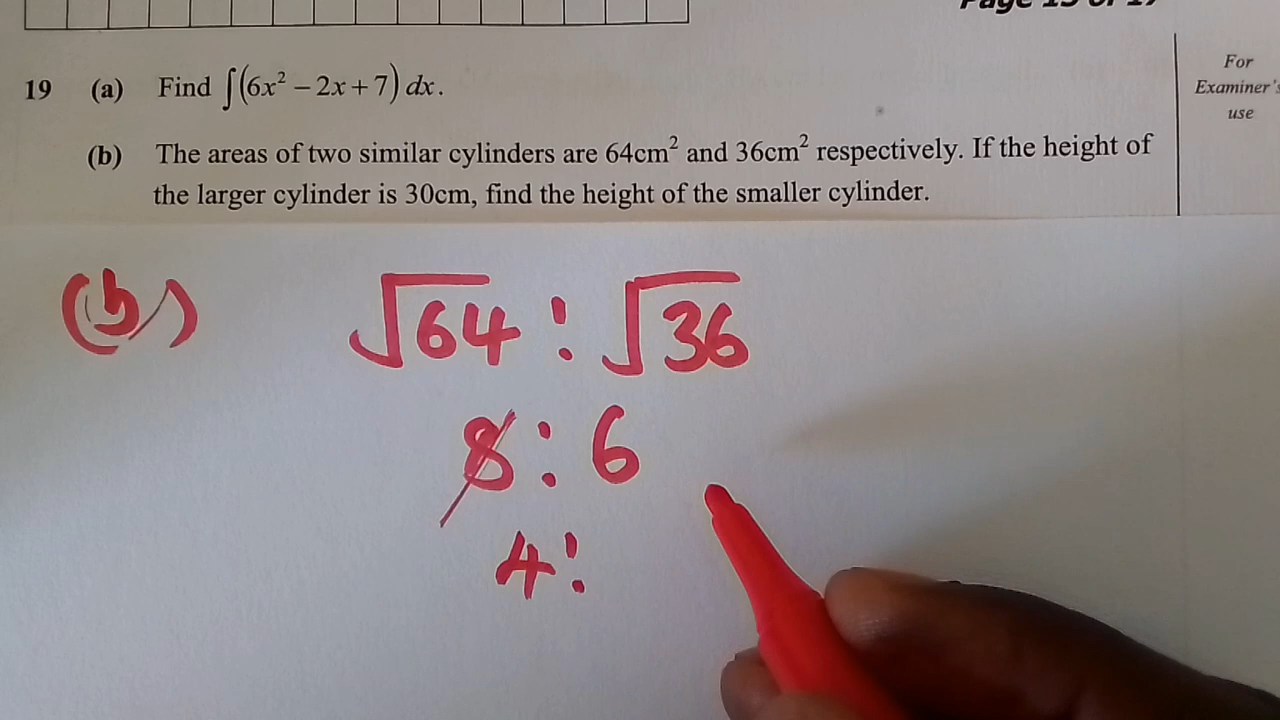 For
Examiner's
use
19 (a) Find ∫(6x² − 2x + 7) dx.
(b) The areas of two similar cylinders are 64cm² and 36cm² respectively. If the height of
the larger cylinder is 30cm, find the height of the smaller cylinder.
(b) √64 : √36
8 : 6
4 :